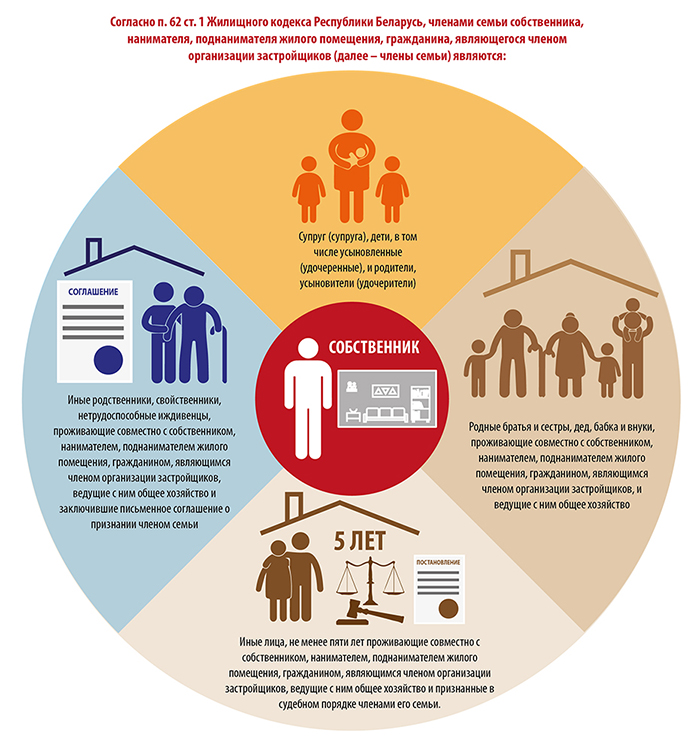 Согласно п. 62 ст. 1 Жилищного кодекса Республики Беларусь, членами семьи собственника,
нанимателя, поднанимателя жилого помещения, гражданина, являющегося членом
организации застройщиков (далее – члены семьи) являются:
Супруг (супруга), дети, в том
числе усыновленные
(удочеренные), и родители,
усыновители (удочерители)
СОГЛАШЕНИЕ
Иные родственники, свойственники,
нетрудоспособные иждивенцы,
проживающие совместно с собственником,
нанимателем, поднанимателем жилого
помещения, гражданином, являющимся
членом организации застройщиков,
ведущие с ним общее хозяйство и
заключившие письменное соглашение о
признании членом семьи
СОБСТВЕННИК
Родные братья и сестры, дед, бабка и внуки,
проживающие совместно с собственником,
нанимателем, поднанимателем жилого
помещения, гражданином, являющимся
членом организации застройщиков, и
ведущие с ним общее хозяйство
5 ЛЕТ
ПОСТАНОВЛЕНИЕ
Иные лица, не менее пяти лет проживающие совместно с
собственником, нанимателем, поднанимателем жилого
помещения, гражданином, являющимся членом организации
застройщиков, ведущие с ним общее хозяйство и признанные в
судебном порядке членами его семьи.